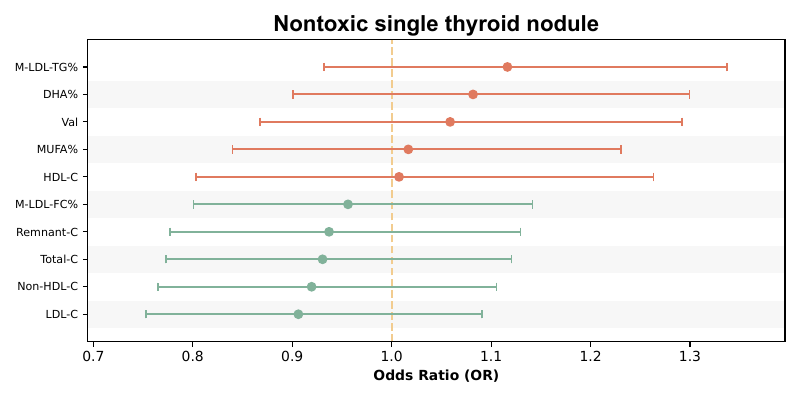 Nontoxic single thyroid nodule
M-LDL-TG%
DHA%
Val
MUFA%
HDL-C
M-LDL-FC%
Remnant-C
Total-C
Non-HDL-C
LDL-C
0.7 0.8 0.9 1.0 1.1 1.2 1.3
Odds Ratio (OR)